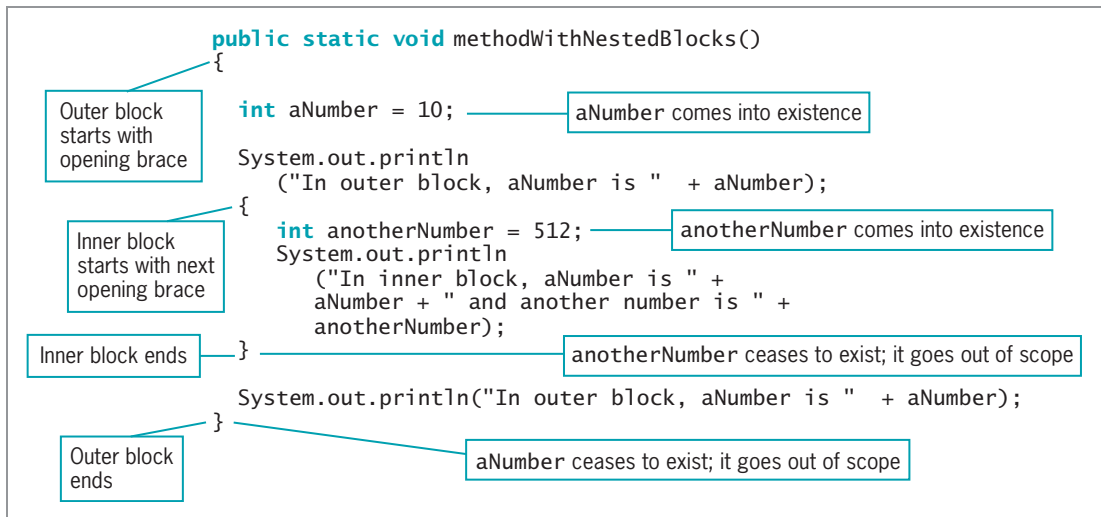 public static void methodWithNestedBlocks()
{
Outer block
starts with
opening brace
int aNumber = 10;
aNumber comes into existence
System.out.println
("In outer block, aNumber is "  + aNumber);
{
Inner block
starts with next
opening brace
int anotherNumber = 512;
anotherNumber comes into existence
System.out.println
("In inner block, aNumber is " +
aNumber + " and another number is " +
anotherNumber);
Inner block ends
}
anotherNumber ceases to exist; it goes out of scope
System.out.println("In outer block, aNumber is "  + aNumber);
}
Outer block
ends
aNumber ceases to exist; it goes out of scope